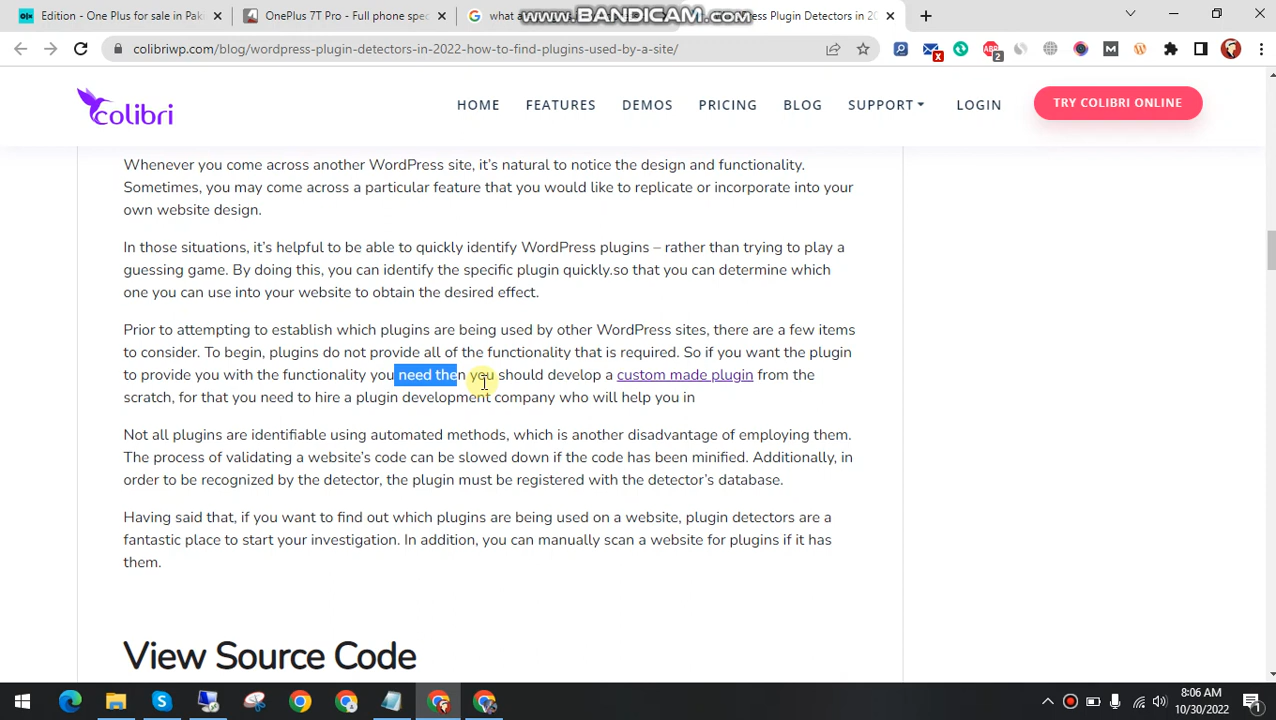 Edition - One Plus for sale in Pak
OnePlus 7T Pro - Full phone spec
what a
www.BANDICAM.com
press Plugin Detectors in 20
colibriwp.com/blog/wordpress-plugin-detectors-in-2022-how-to-find-plugins-used-by-a-site/
colibri
HOME FEATURES DEMOS PRICING BLOG SUPPORT LOGIN TRY COLIBRI ONLINE
Whenever you come across another WordPress site, it’s natural to notice the design and functionality.
Sometimes, you may come across a particular feature that you would like to replicate or incorporate into your
own website design.
In those situations, it’s helpful to be able to quickly identify WordPress plugins – rather than trying to play a
guessing game. By doing this, you can identify the specific plugin quickly.so that you can determine which
one you can use into your website to obtain the desired effect.
Prior to attempting to establish which plugins are being used by other WordPress sites, there are a few items
to consider. To begin, plugins do not provide all of the functionality that is required. So if you want the plugin
to provide you with the functionality you need then you should develop a custom made plugin from the
scratch, for that you need to hire a plugin development company who will help you in
Not all plugins are identifiable using automated methods, which is another disadvantage of employing them.
The process of validating a website’s code can be slowed down if the code has been minified. Additionally, in
order to be recognized by the detector, the plugin must be registered with the detector’s database.
Having said that, if you want to find out which plugins are being used on a website, plugin detectors are a
fantastic place to start your investigation. In addition, you can manually scan a website for plugins if it has
them.
View Source Code
8:06 AM
10/30/2022